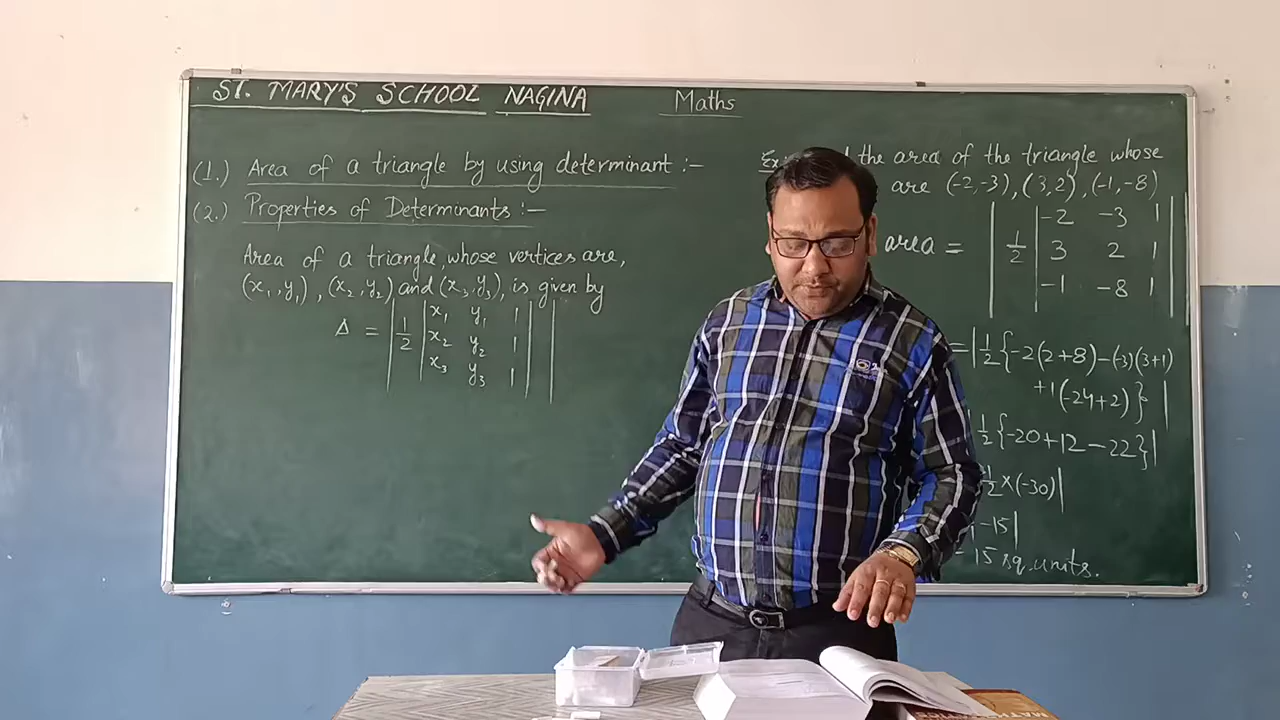 ST. MARY'S SCHOOL NAGINA Maths
(1.) Area of a triangle by using determinant :-
(2.) Properties of Determinants :-
Area of a triangle, whose vertices are,
(x₁, y₁), (x₂, y₂) and (x₃, y₃), is given by
Δ = | 1/2 | x₁ y₁ 1 | |
x₂ y₂ 1
x₃ y₃ 1
the area of the triangle whose
are (-2,-3), (3,2), (-1,-8)
area = | 1/2 | -2 -3 1 | |
3 2 1
-1 -8 1
= | 1/2 { -2(2+8) - (-3)(3+1)
+1(-24+2) } |
1/2 { -20+12-22 } |
1/2 × (-30) |
-15 |
15 sq. units.